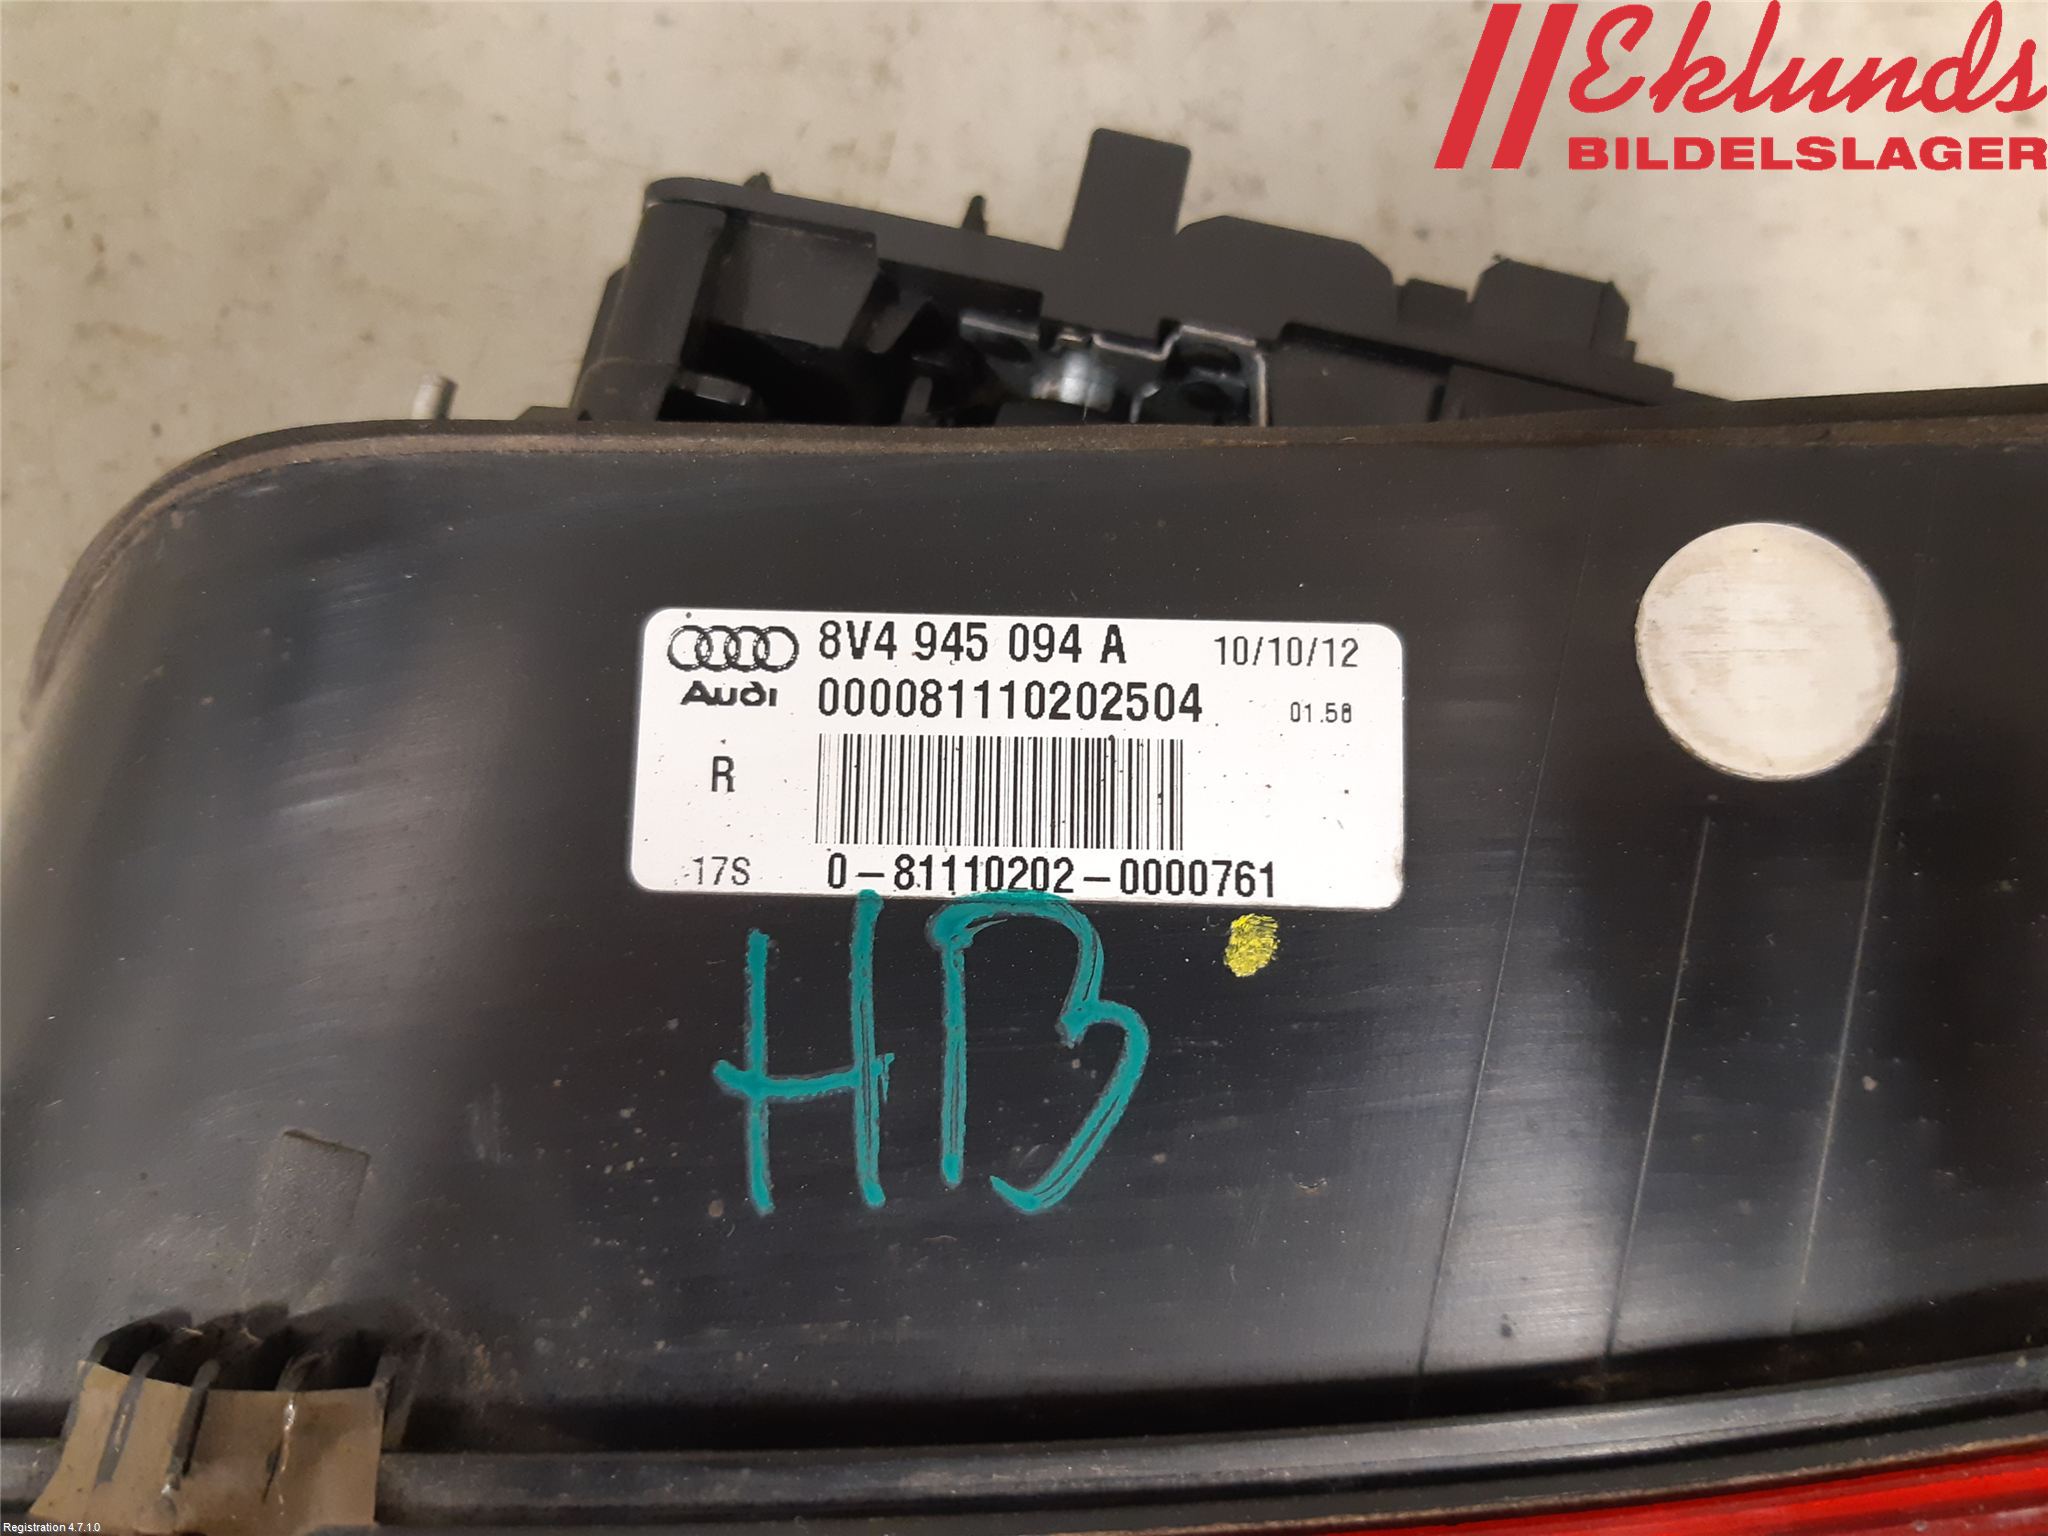 Eklunds
BILDELSLAGER
8V4 945 094 A 10/10/12
Audi 000081110202504 01.58
R
17S 0-81110202-0000761
HB
Registration 4.7.1.0